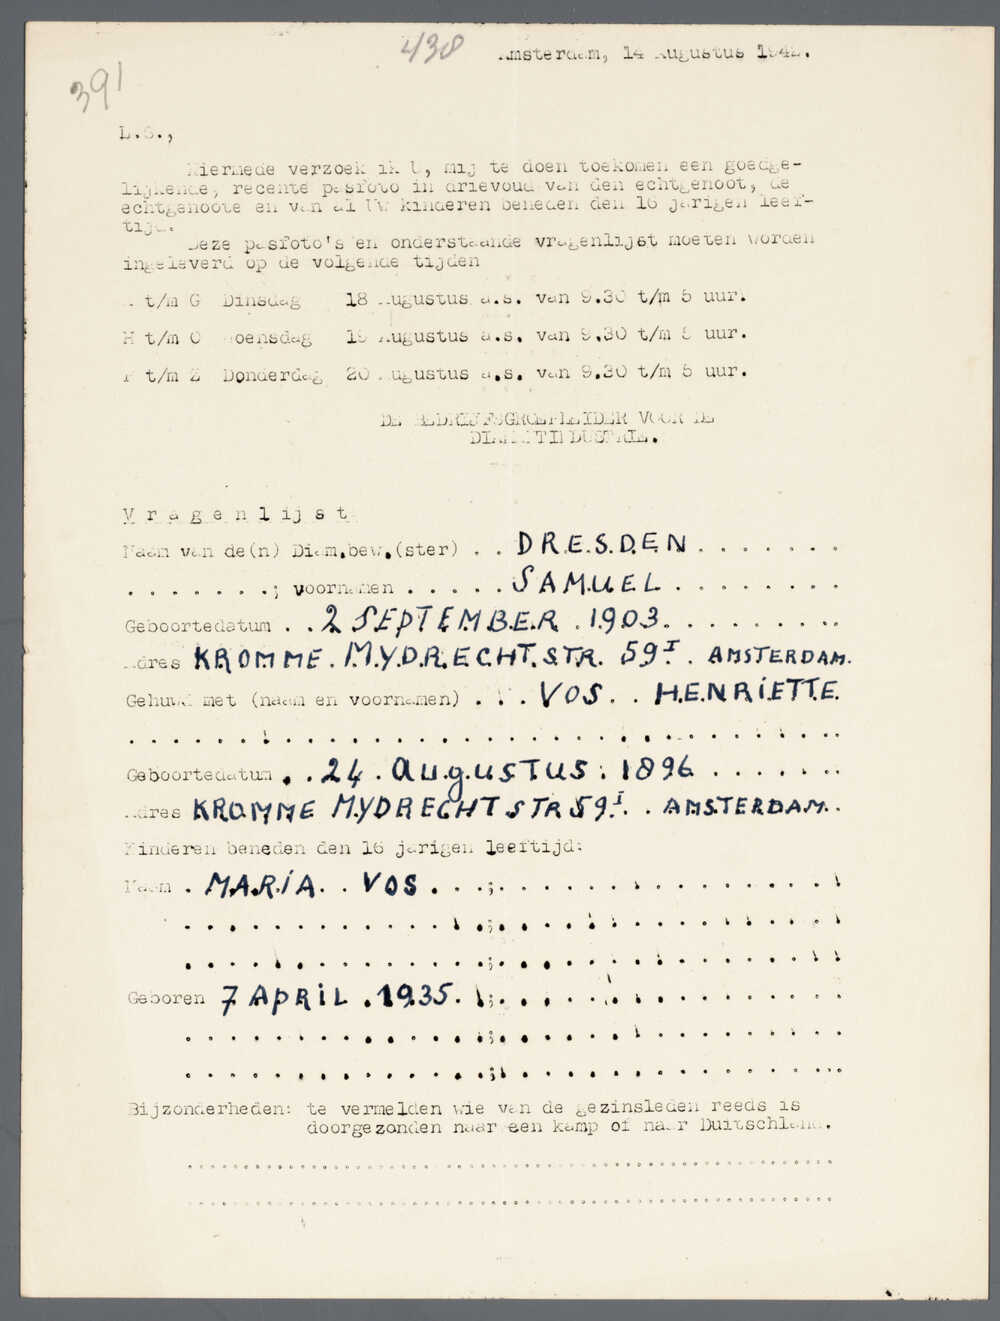 438
391
Amsterdam, 14 Augustus 1942.
L.S.,
Hiermede verzoek ik U, mij te doen toekomen een goedge-
lijkende, recente pasfoto in drievoud van den echtgenoot, de
echtgenoote en van al Uw kinderen beneden den 16 jarigen leef-
tijd.
Deze pasfoto's en onderstaande vragenlijst moeten worden
ingeleverd op de volgende tijden
A t/m G Dinsdag 18 Augustus a.s. van 9.30 t/m 5 uur.
H t/m O Woensdag 19 Augustus a.s. van 9.30 t/m 5 uur.
P t/m Z Donderdag 20 Augustus a.s. van 9.30 t/m 5 uur.
DE BEDRIJFSGROEPLEIDER VOOR DE
DIAMANTINDUSTRIE.
Vragenlijst
Naam van de(n) Diam.bew.(ster) . . DRESDEN . . . . . . .
. . . . . . . ; voornamen . . . . . SAMUEL . . . . . . . .
Geboortedatum . . 2 SEPTEMBER 1903 . . . . . . . . .
Adres KROMME MYDRECHTSTR. 59I. AMSTERDAM.
Gehuwd met (naam en voornamen) . . . VOS . . HENRIETTE.
Geboortedatum . . 24 AUgUSTUS 1896 . . . . . . .
Adres KROMME MYDRECHTSTR 59I. . AMSTERDAM.
Kinderen beneden den 16 jarigen leeftijd:
Naam . MARIA . VOS . . . ; . . . . . . . . . . . . . . .
Geboren 7 APRIL 1935 . ; . . . . . . . . . . . . . . .
Bijzonderheden: te vermelden wie van de gezinsleden reeds is
doorgezonden naar een kamp of naar Duitschland.